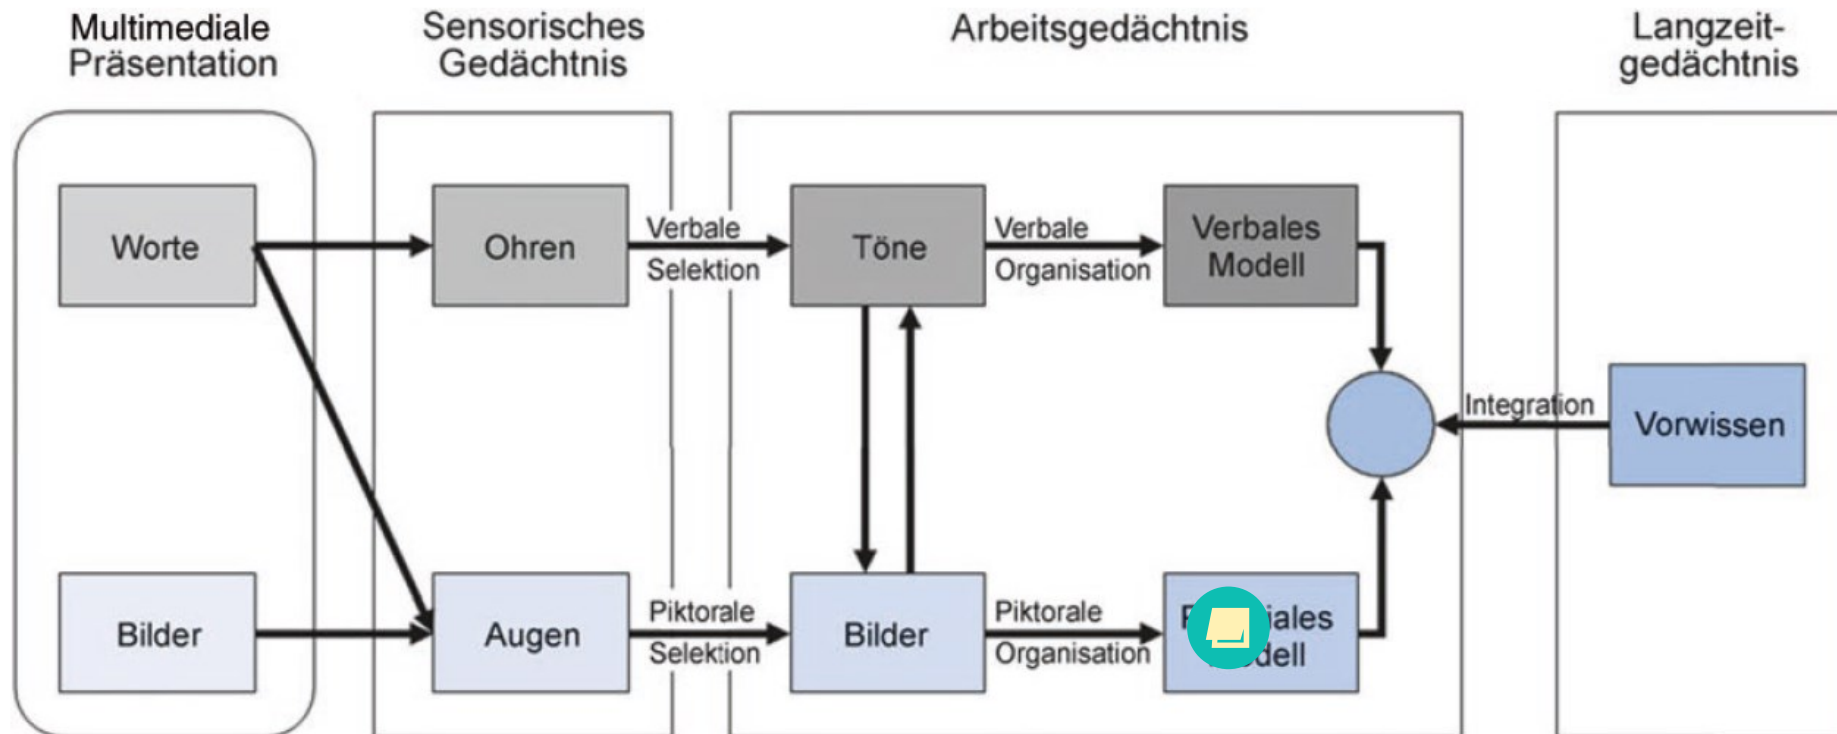 Multimediale
Präsentation
Sensorisches
Gedächtnis
Arbeitsgedächtnis
Langzeit-
gedächtnis
Worte
Ohren
Verbale
Selektion
Töne
Verbale
Organisation
Verbales
Modell
Integration
Vorwissen
Bilder
Augen
Piktorale
Selektion
Bilder
Piktorale
Organisation